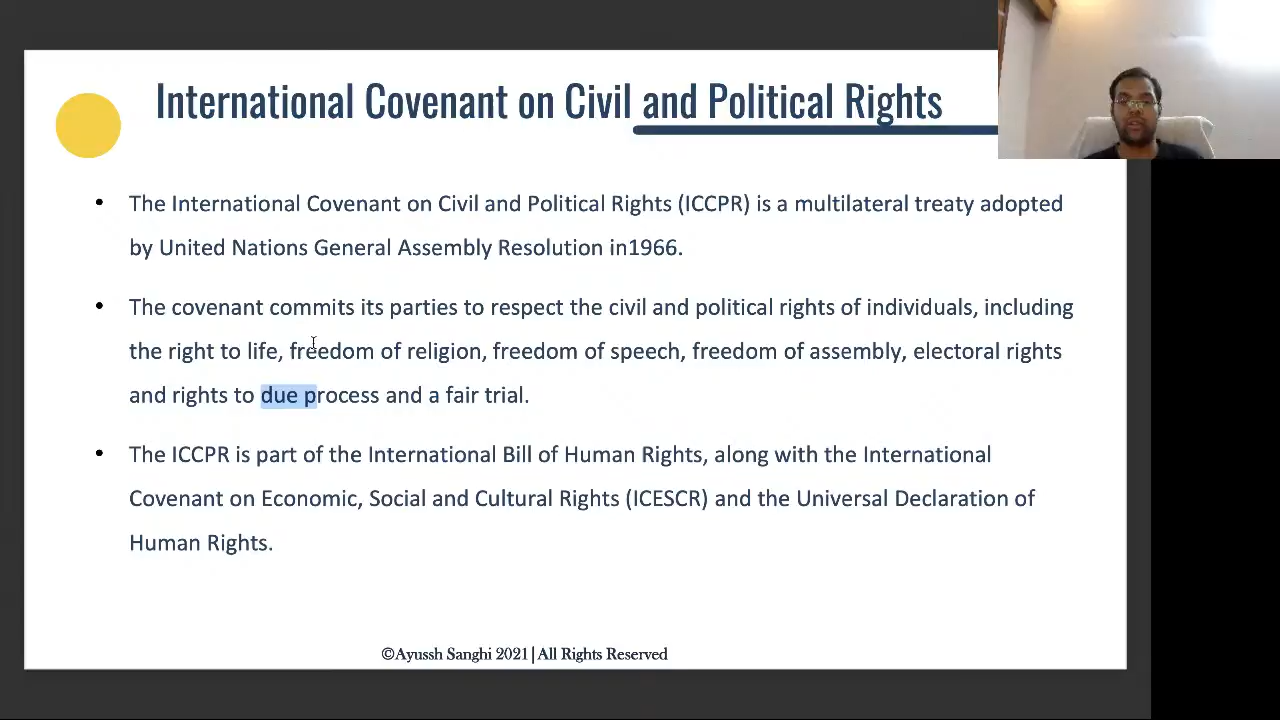 International Covenant on Civil and Political Rights
• The International Covenant on Civil and Political Rights (ICCPR) is a multilateral treaty adopted
by United Nations General Assembly Resolution in1966.
• The covenant commits its parties to respect the civil and political rights of individuals, including
the right to life, freedom of religion, freedom of speech, freedom of assembly, electoral rights
and rights to due process and a fair trial.
• The ICCPR is part of the International Bill of Human Rights, along with the International
Covenant on Economic, Social and Cultural Rights (ICESCR) and the Universal Declaration of
Human Rights.
©Ayussh Sanghi 2021|All Rights Reserved